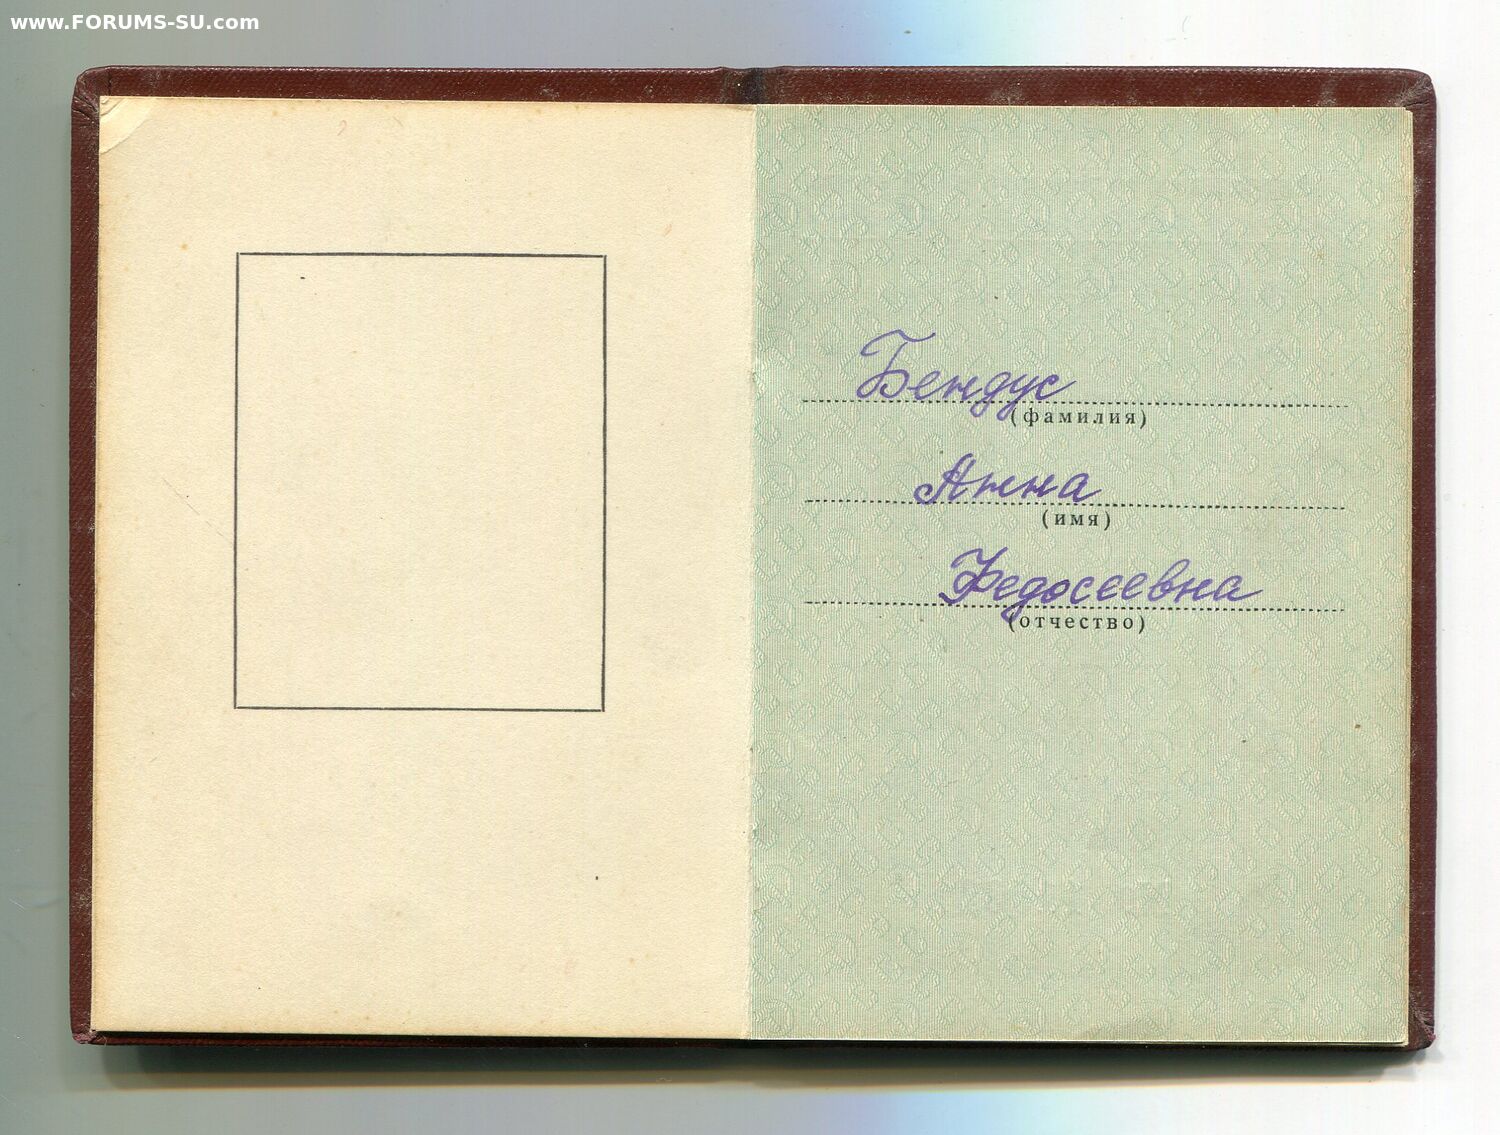 www.FORUMS-SU.com
Бендус
(фамилия)
Анна
(имя)
Федосеевна
(отчество)